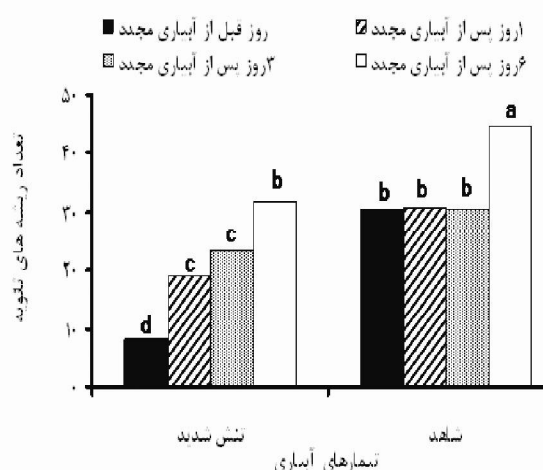 روز قبل از آبیاری مجدد
۱روز پس از آبیاری مجدد
۳روز پس از آبیاری مجدد
۶روز پس از آبیاری مجدد
تعداد ریشه های ثانویه
۵۰
۴۰
۳۰
۲۰
۱۰
۰
d
c
c
b
b
b
b
a
تنش شدید
شاهد
تیمارهای آبیاری